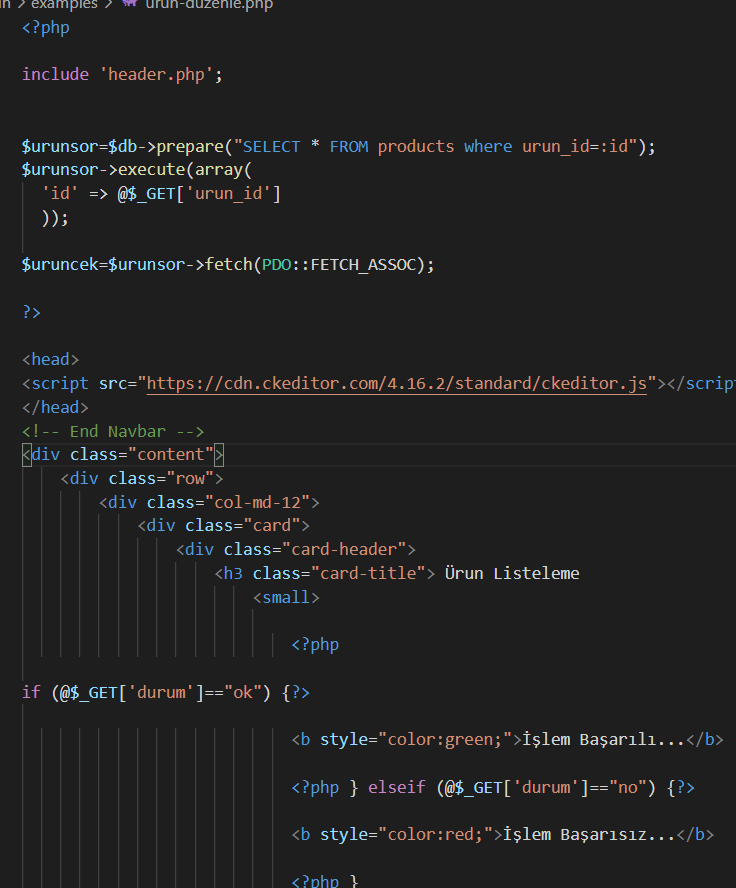 in > examples > urun-duzenle.php
<?php
include 'header.php';
$urunsor=$db->prepare("SELECT * FROM products where urun_id=:id");
$urunsor->execute(array(
'id' => @$_GET['urun_id']
));
$uruncek=$urunsor->fetch(PDO::FETCH_ASSOC);
?>
<head>
<script src="https://cdn.ckeditor.com/4.16.2/standard/ckeditor.js"></script
</head>
<!-- End Navbar -->
<div class="content">
<div class="row">
<div class="col-md-12">
<div class="card">
<div class="card-header">
<h3 class="card-title"> Ürun Listeleme
<small>
<?php
if (@$_GET['durum']=="ok") {?>
<b style="color:green;">İşlem Başarılı...</b>
<?php } elseif (@$_GET['durum']=="no") {?>
<b style="color:red;">İşlem Başarısız...</b>
<?php }